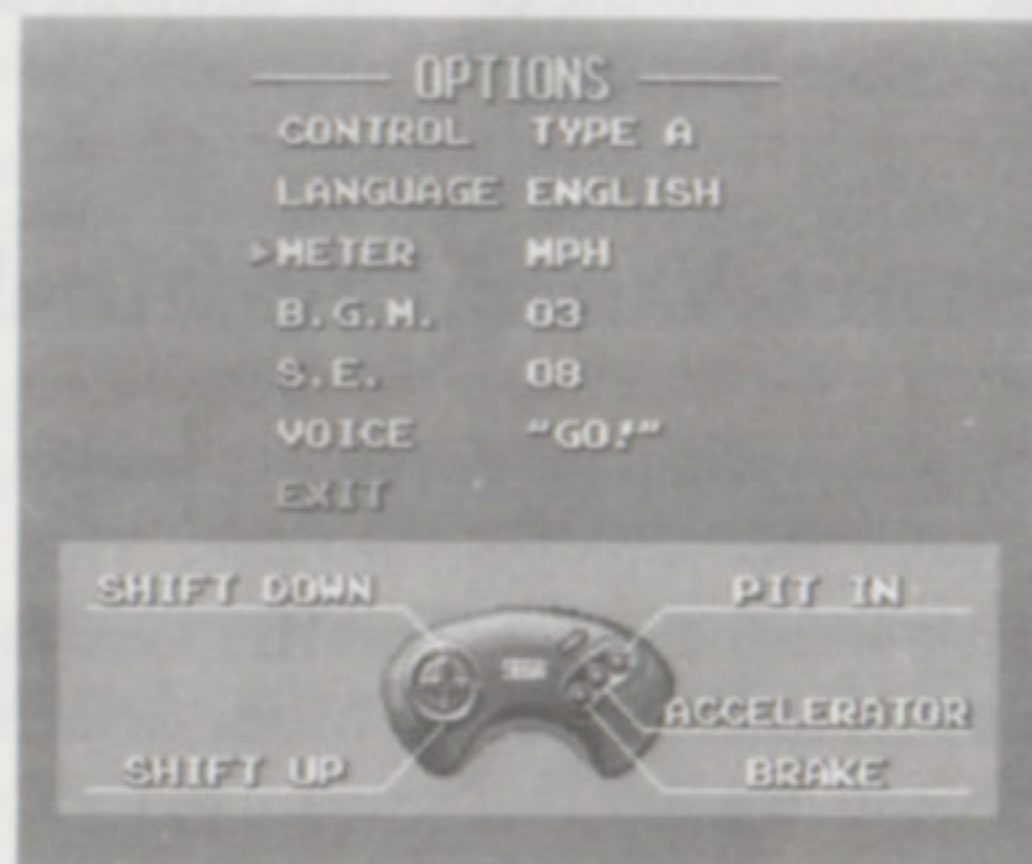 OPTIONS
CONTROL TYPE A
LANGUAGE ENGLISH
>METER MPH
B.G.M. 03
S.E. 08
VOICE "GO!"
EXIT
SHIFT DOWN PIT IN
SEGA
ACCELERATOR
SHIFT UP BRAKE